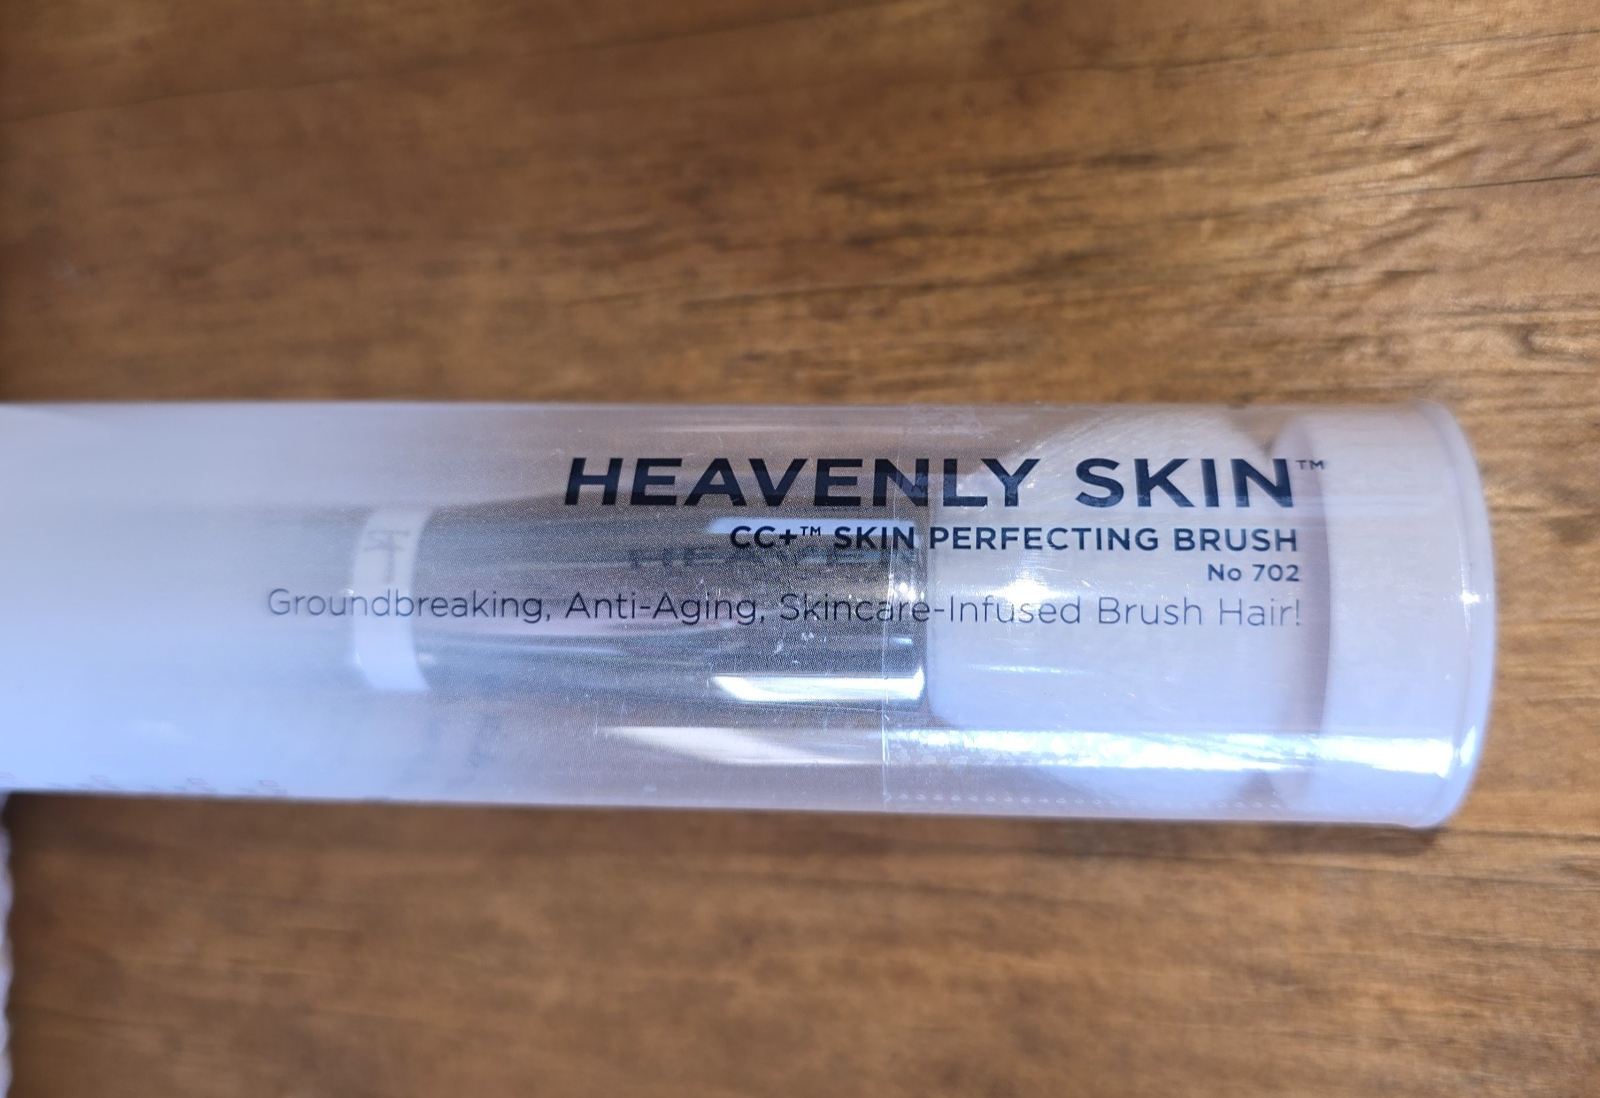 HEAVENLY SKIN™
CC+™ SKIN PERFECTING BRUSH
No 702
Groundbreaking, Anti-Aging, Skincare-Infused Brush Hair!